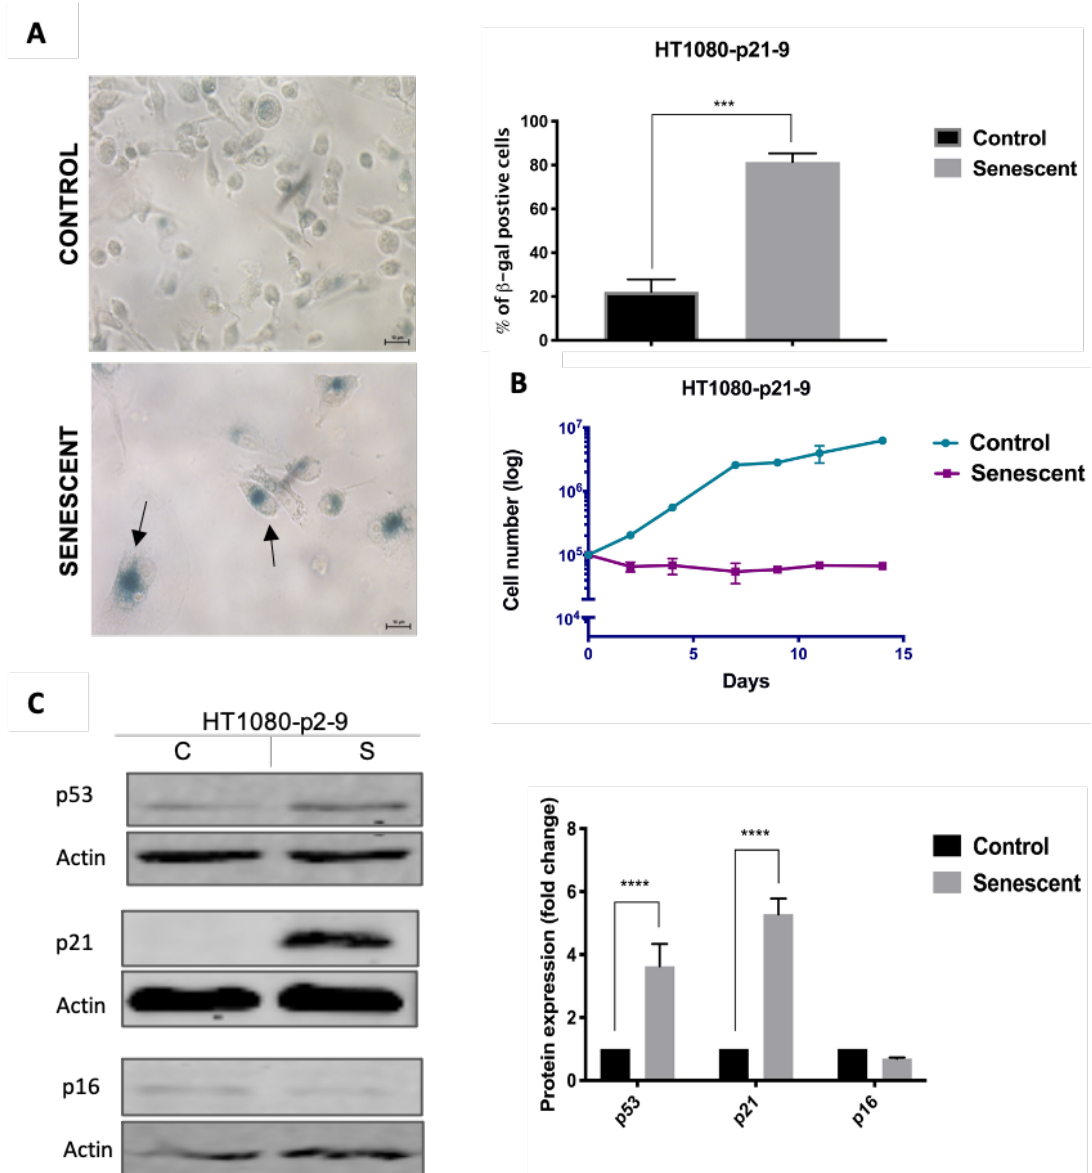 A
CONTROL
SENESCENT
HT1080-p21-9
% of β-gal postive cells
100
80
60
40
20
0
***
Control
Senescent
B
HT1080-p21-9
Cell number (log)
10⁷
10⁶
10⁵
10⁴
0
5
10
15
Days
Control
Senescent
C
HT1080-p2-9
C
S
p53
Actin
p21
Actin
p16
Actin
Protein expression (fold change)
8
6
4
2
0
****
****
p53
p21
p16
Control
Senescent